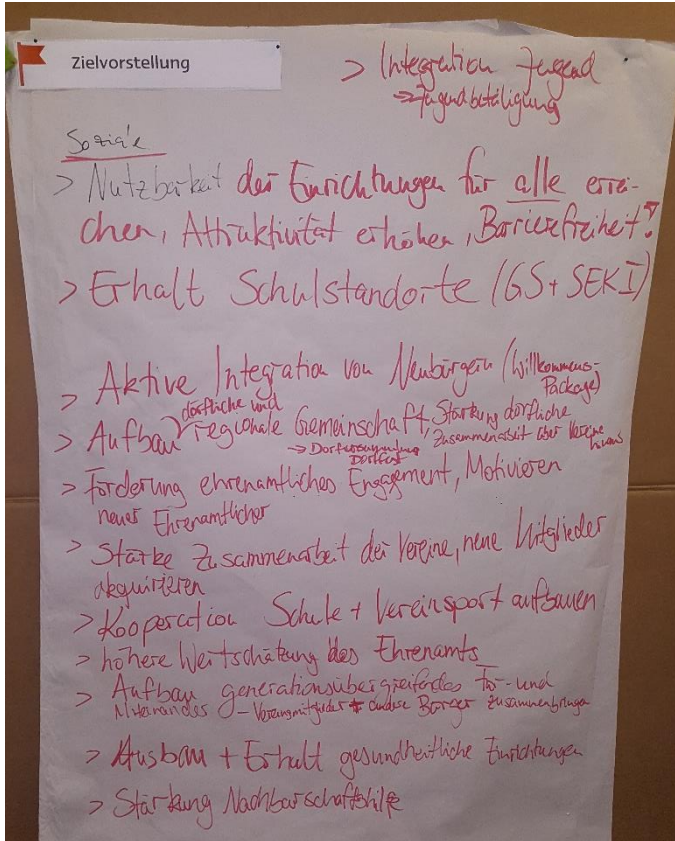 Zielvorstellung
> Integration Jugend
⇒ Jugendbeteiligung
Soziale
> Nutzbarkeit der Einrichtungen für alle errei-
chen, Attraktivität erhöhen, Barrierefreiheit!
> Erhalt Schulstandorte (GS + SEK I)
> Aktive Integration von Neubürgern (Willkommens-
Package)
dörfliche und
> Aufbau regionale Gemeinschaft, Stärkung dörfliche
Zusammenarbeit über Vereine
hinaus
→ Dorfversammlung
Dorffest
> Förderung ehrenamtliches Engagement, Motivieren
neuer Ehrenamtlicher
> Stärke Zusammenarbeit der Vereine, neue Mitglieder
akquirieren
> Kooperation Schule + Vereinsport aufbauen
> höhere Wertschätzung des Ehrenamts
> Aufbau generationsübergreifendes Für- und
Miteinander – Vereinsmitglieder + andere Bürger zusammenbringen
> Ausbau + Erhalt gesundheitliche Einrichtungen
> Stärkung Nachbarschaftshilfe